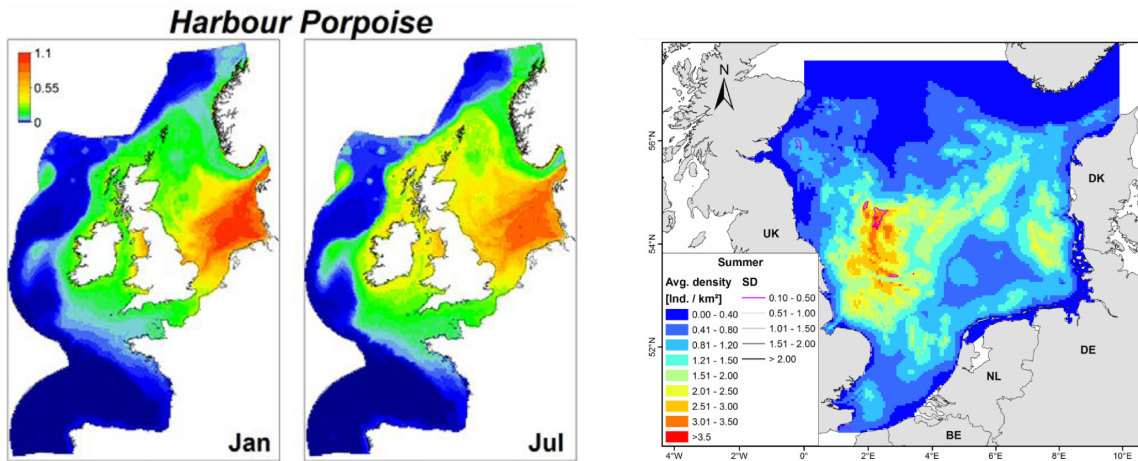 Harbour Porpoise
1.1
0.55
0
Jan
Jul
N
56°N
54°N
52°N
UK
DK
DE
NL
BE
Summer
Avg. density SD
[Ind. / km²]
0.00 - 0.40
0.41 - 0.80
0.81 - 1.20
1.21 - 1.50
1.51 - 2.00
2.01 - 2.50
2.51 - 3.00
3.01 - 3.50
>3.5
0.10 - 0.50
0.51 - 1.00
1.01 - 1.50
1.51 - 2.00
> 2.00
4°W 2°W 0° 2°E 4°E 6°E 8°E 10°E